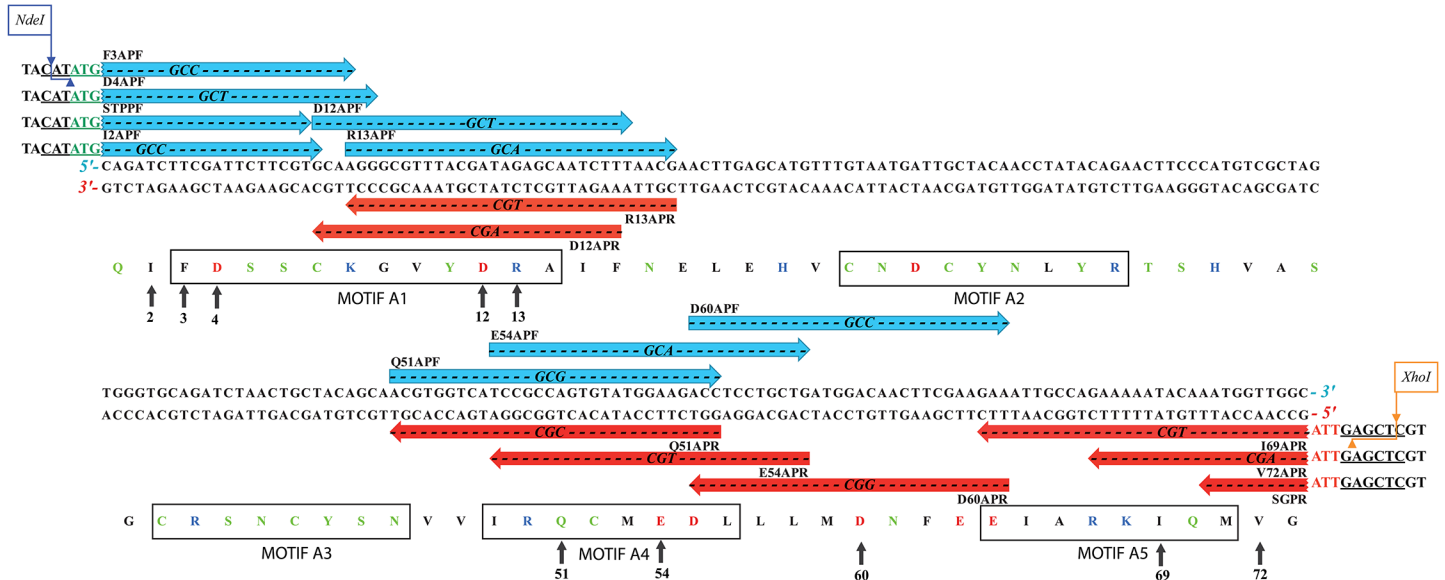 NdeI
F3APF
TACATATG GCC
D4APF
TACATATG GCT
STPPF D12APF
TACATATG GCT
I2APF R13APF
TACATATG GCC GCA
5'- CAGATCTTCGATTCTTCGTGCAAGGGCGTTTACGATAGAGCAATCTTTAACGAACTTGAGCATGTTTGTAATGATTGCTACAACCTATACAGAACTTCCCATGTCGCTAG
3'- GTCTAGAAGCTAAGAAGCACGTTCCCGCAAATGCTATCTCGTTAGAAATTGCTTGAACTCGTACAAACATTACTAACGATGTTGGATATGTCTTGAAGGGTACAGCGATC
CGT
R13APR
CGA
D12APR
Q I F D S S C K G V Y D R A I F N E L E H V C N D C Y N L Y R T S H V A S
MOTIF A1 MOTIF A2
2 3 4 12 13
D60APF
GCC
E54APF
GCA
Q51APF
GCG
XhoI
TGGGTGCAGATCTAACTGCTACAGCAACGTGGTCATCCGCCAGTGTATGGAAGACCTCCTGCTGATGGACAACTTCGAAGAAATTGCCAGAAAAATACAAATGGTTGGC - 3'
ACCCACGTCTAGATTGACGATGTCGTTGCACCAGTAGGCGGTCACATACCTTCTGGAGGACGACTACCTGTTGAAGCTTCTTTAACGGTCTTTTTATGTTTACCAACCG - 5'
CGC CGT ATTGAGCTCGT
Q51APR I69APR
CGT CGA ATTGAGCTCGT
E54APR V72APR
CGG ATTGAGCTCGT
D60APR SGPR
G C R S N C Y S N V V I R Q C M E D L L L M D N F E E I A R K I Q M V G
MOTIF A3 MOTIF A4 MOTIF A5
51 54 60 69 72